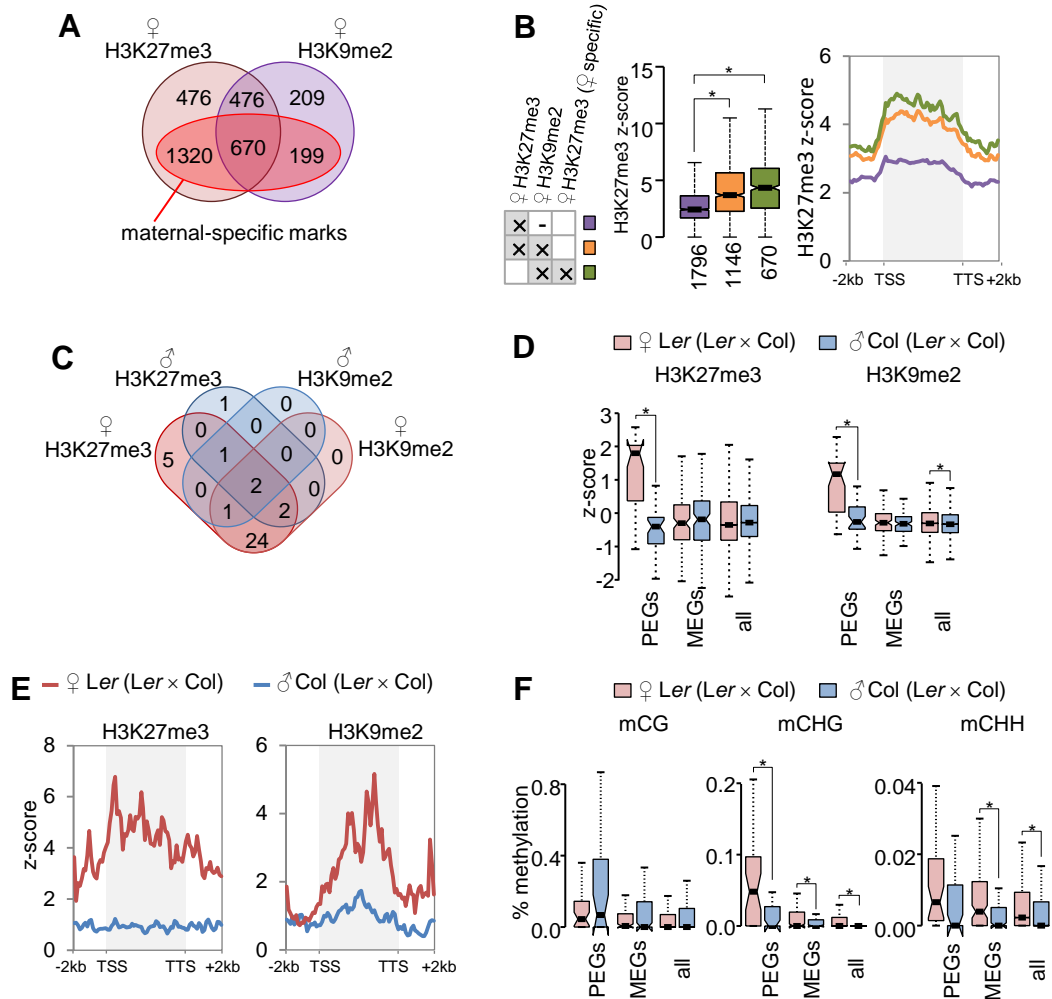 A
♀
H3K27me3
♀
H3K9me2
476
476
209
1320
670
199
maternal-specific marks
B
♀H3K27me3
♀H3K9me2
♀H3K27me3 (♀specific)
× -
× ×
× ×
H3K27me3 z-score
15
10
5
0
*
*
1796
1146
670
H3K27me3 z-score
6
4
2
0
-2kb TSS TTS +2kb
C
♂
H3K27me3
♂
H3K9me2
♀
H3K27me3
♀
H3K9me2
1
0
0
0
0
5
1
0
0
0
2
0
1
2
24
D
♀ Ler (Ler × Col) ♂Col (Ler × Col)
H3K27me3 H3K9me2
z-score
4
3
2
1
-0
-1
-2
*
*
*
PEGs
MEGs
all
PEGs
MEGs
all
E
♀ Ler (Ler × Col) ♂Col (Ler × Col)
H3K27me3
H3K9me2
z-score
8
6
4
2
0
-2kb TSS TTS +2kb
6
4
2
0
-2kb TSS TTS +2kb
F
♀ Ler (Ler × Col) ♂Col (Ler × Col)
mCG mCHG mCHH
% methylation
0.8
0.4
0.0
PEGs
MEGs
all
0.2
0.1
0.0
*
*
*
PEGs
MEGs
all
0.04
0.02
0.00
*
*
PEGs
MEGs
all